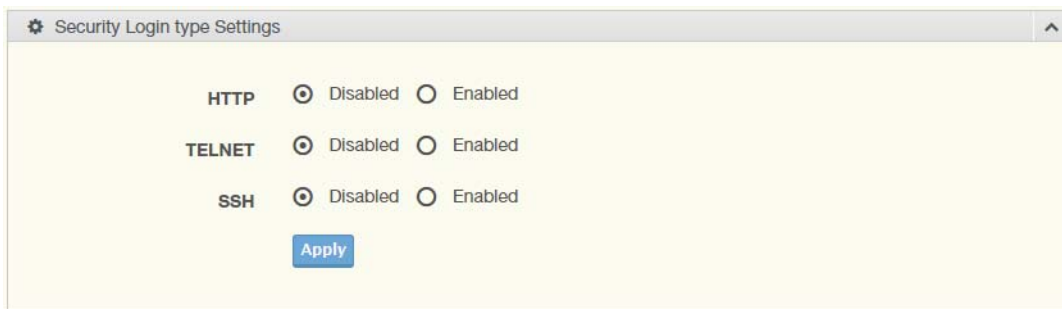 Security Login type Settings
HTTP Disabled Enabled
TELNET Disabled Enabled
SSH Disabled Enabled
Apply